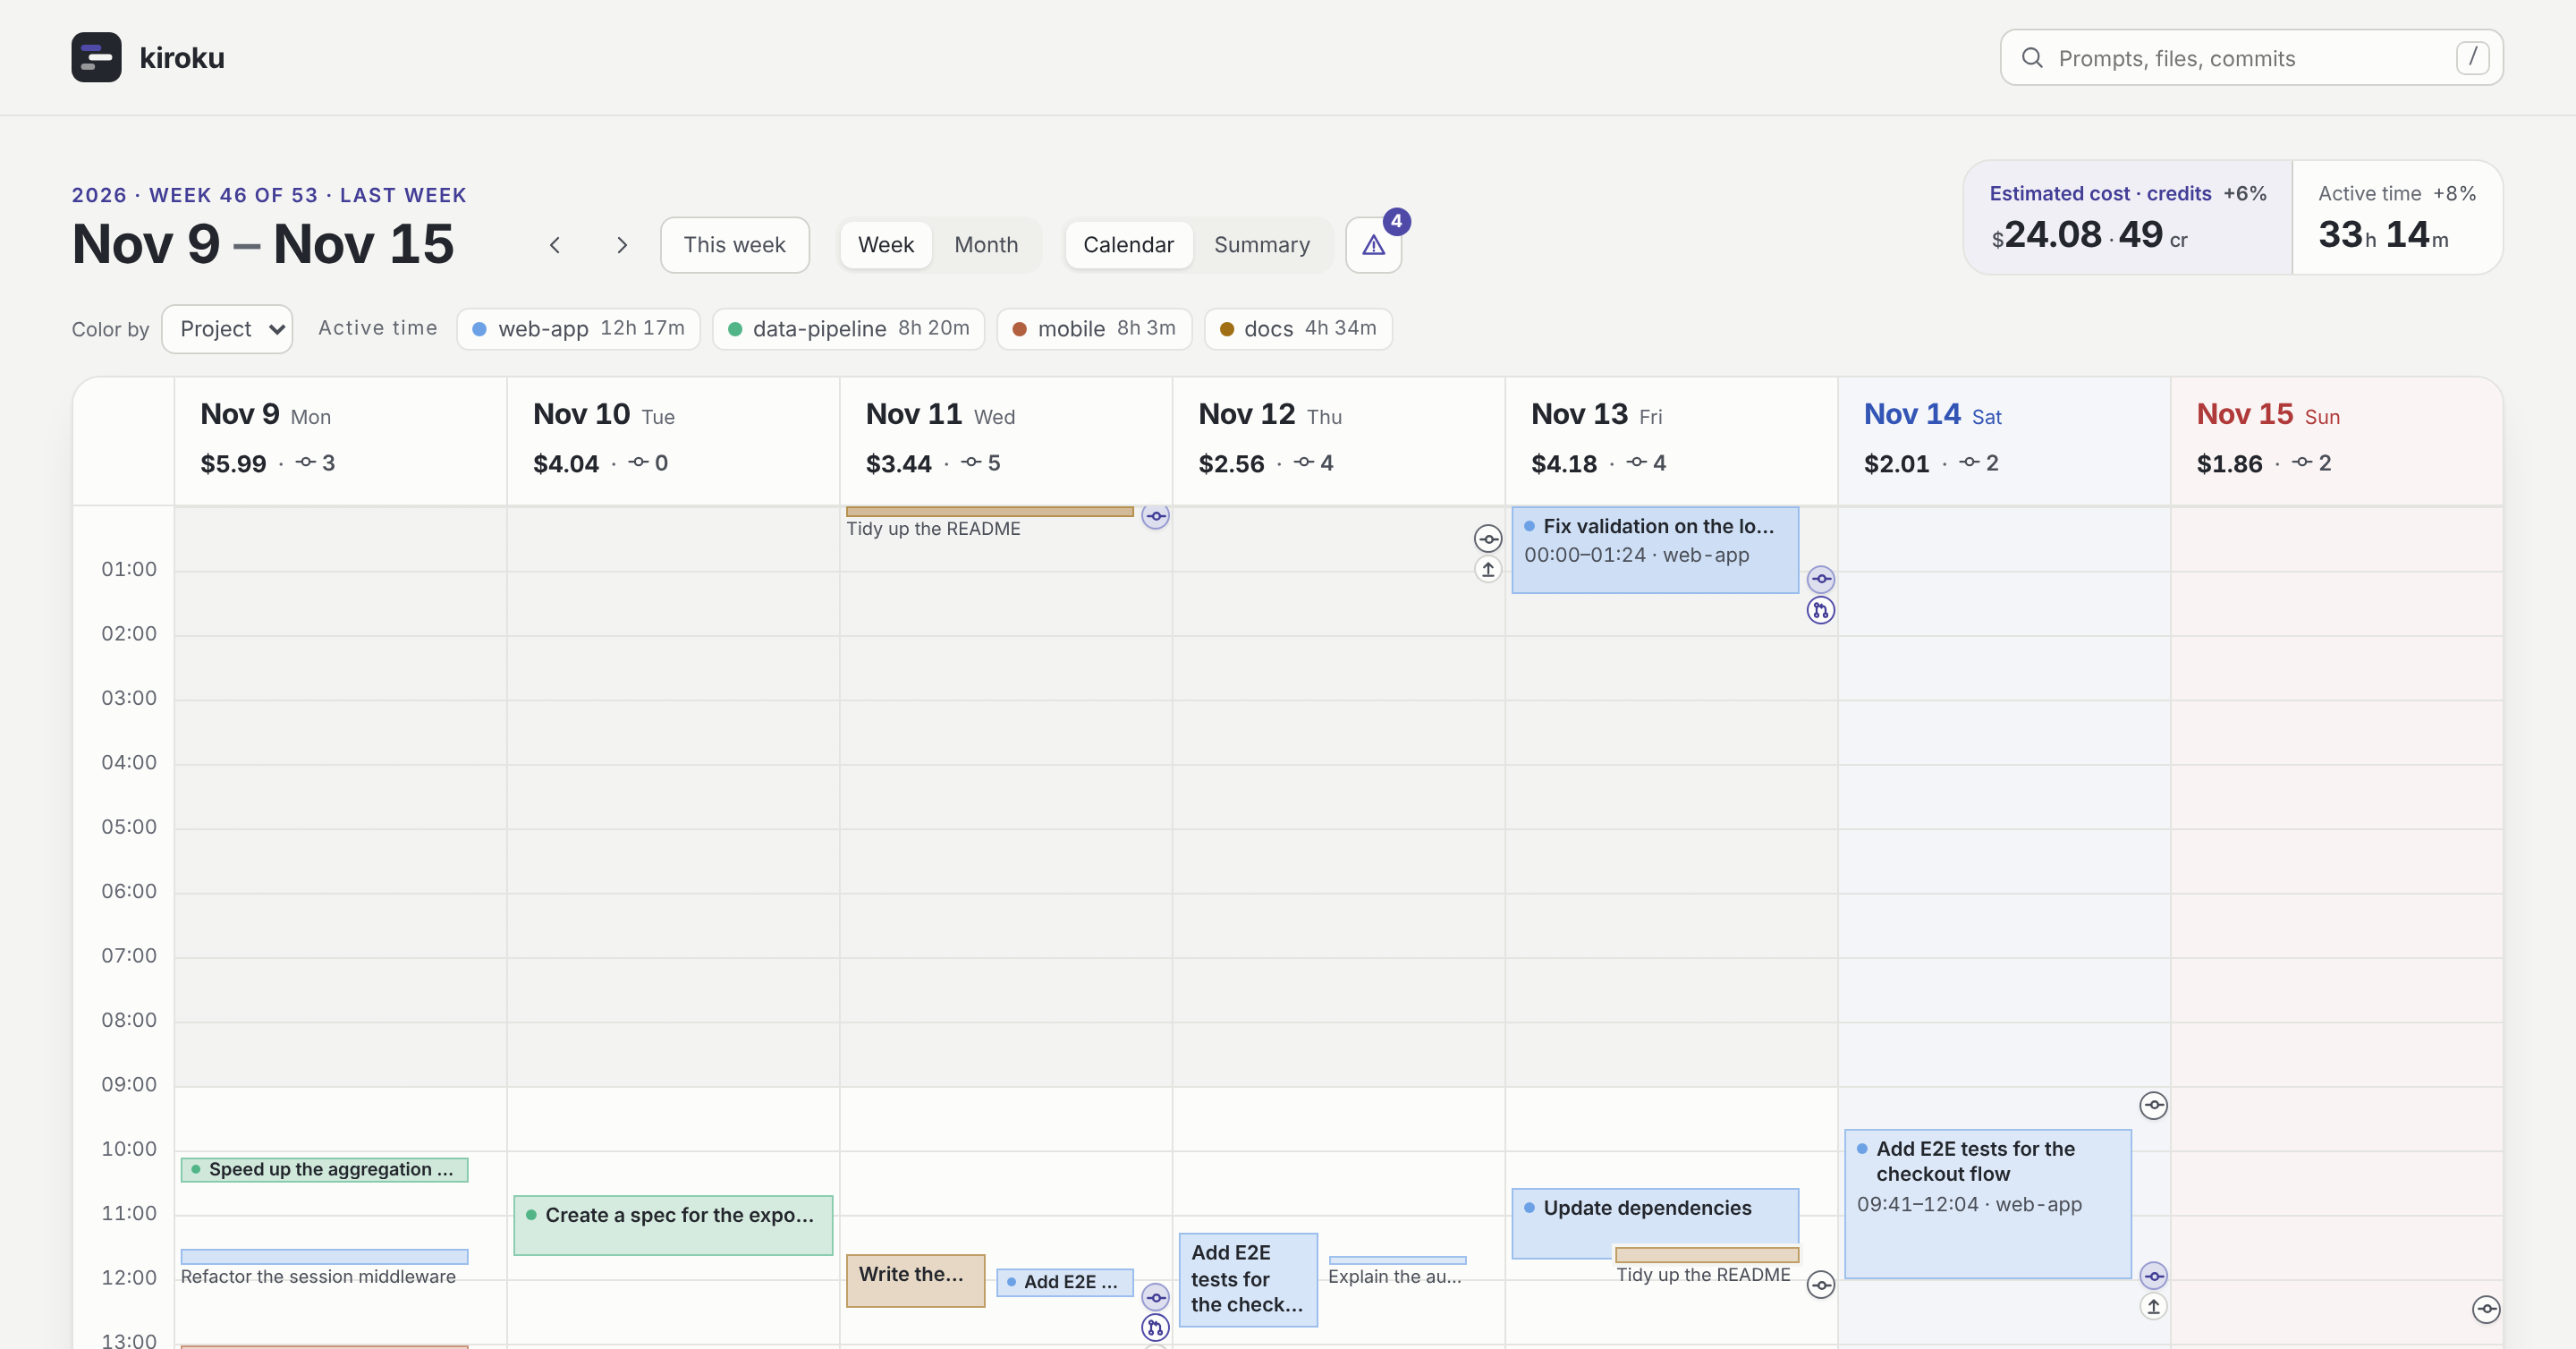 kiroku
Prompts, files, commits /
2026 · WEEK 46 OF 53 · LAST WEEK
Nov 9 – Nov 15
This week
Week Month
Calendar Summary
4
Estimated cost · credits +6%
$24.08 · 49 cr
Active time +8%
33h 14m
Color by Project Active time web-app 12h 17m data-pipeline 8h 20m mobile 8h 3m docs 4h 34m
Nov 9 Mon
$5.99 · 3
Nov 10 Tue
$4.04 · 0
Nov 11 Wed
$3.44 · 5
Nov 12 Thu
$2.56 · 4
Nov 13 Fri
$4.18 · 4
Nov 14 Sat
$2.01 · 2
Nov 15 Sun
$1.86 · 2
Tidy up the README
Fix validation on the lo...
00:00–01:24 · web-app
01:00
02:00
03:00
04:00
05:00
06:00
07:00
08:00
09:00
10:00
11:00
12:00
13:00
Speed up the aggregation ...
Refactor the session middleware
Create a spec for the expo...
Write the...
Add E2E ...
Add E2E
tests for
the check...
Explain the au...
Update dependencies
Tidy up the README
Add E2E tests for the
checkout flow
09:41–12:04 · web-app